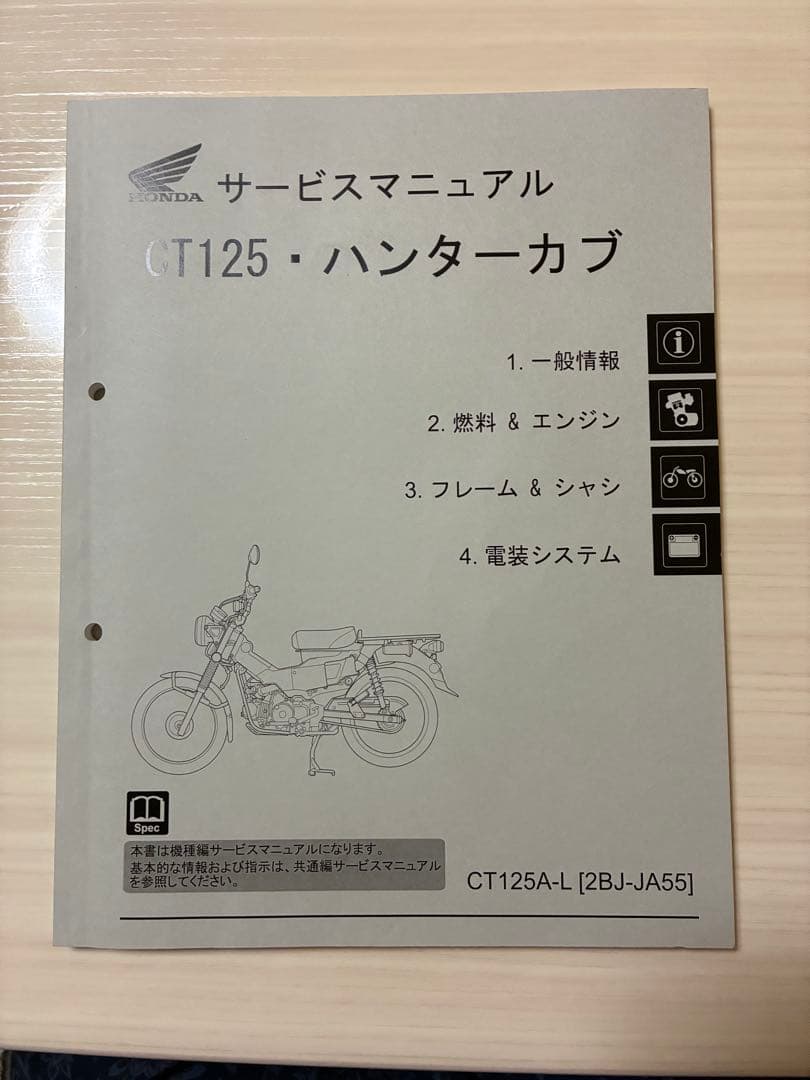 HONDA サービスマニュアル
CT125・ハンターカブ
1. 一般情報
2. 燃料 & エンジン
3. フレーム & シャシ
4. 電装システム
Spec
本書は機種編サービスマニュアルになります。
基本的な情報および指示は、共通編サービスマニュアル
を参照してください。
CT125A-L [2BJ-JA55]